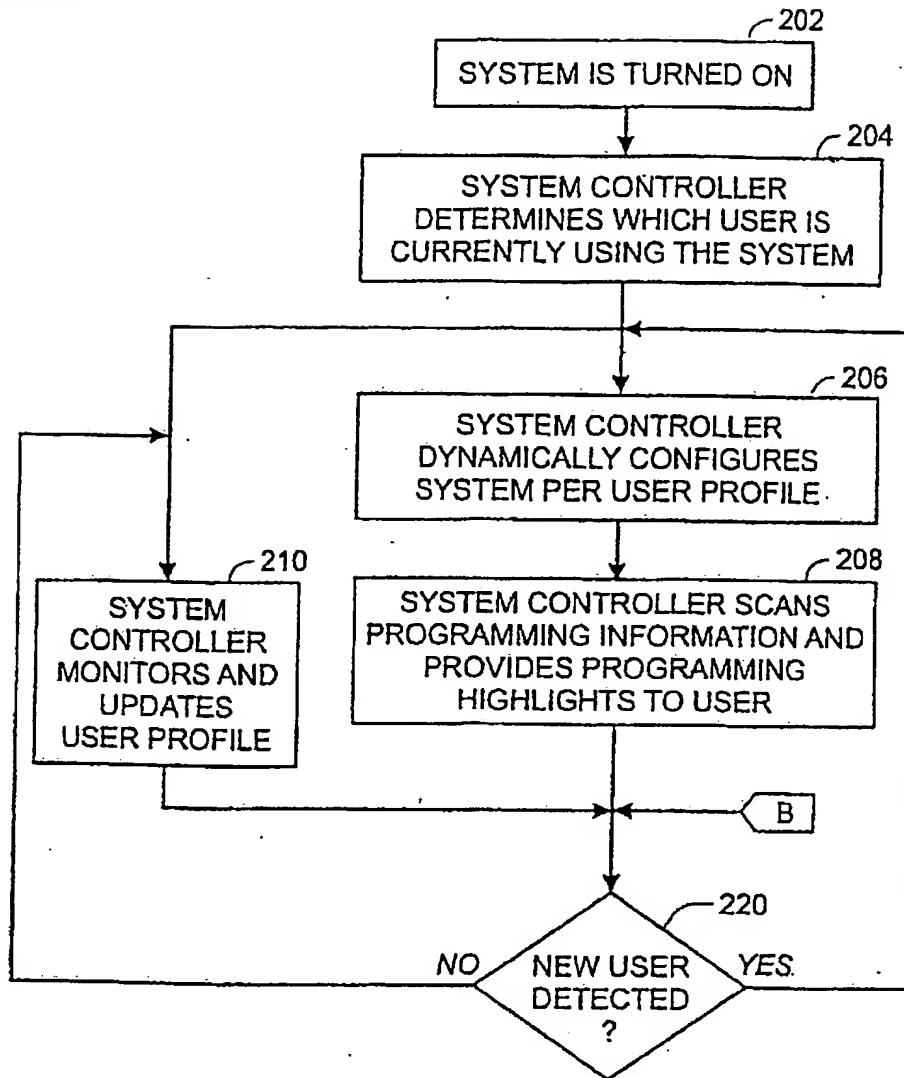 202
SYSTEM IS TURNED ON
204
SYSTEM CONTROLLER
DETERMINES WHICH USER IS
CURRENTLY USING THE SYSTEM
206
SYSTEM CONTROLLER
DYNAMICALLY CONFIGURES
SYSTEM PER USER PROFILE
210
SYSTEM
CONTROLLER
MONITORS AND
UPDATES
USER PROFILE
208
SYSTEM CONTROLLER SCANS
PROGRAMMING INFORMATION AND
PROVIDES PROGRAMMING
HIGHLIGHTS TO USER
B
220
NO
NEW USER
DETECTED
?
YES